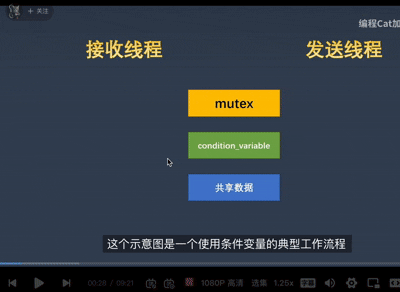 + 关注
编程Cat加
接收线程
发送线程
mutex
condition_variable
共享数据
这个示意图是一个使用条件变量的典型工作流程
00:28 / 09:21
1080P 高清
选集
1.25x
字幕